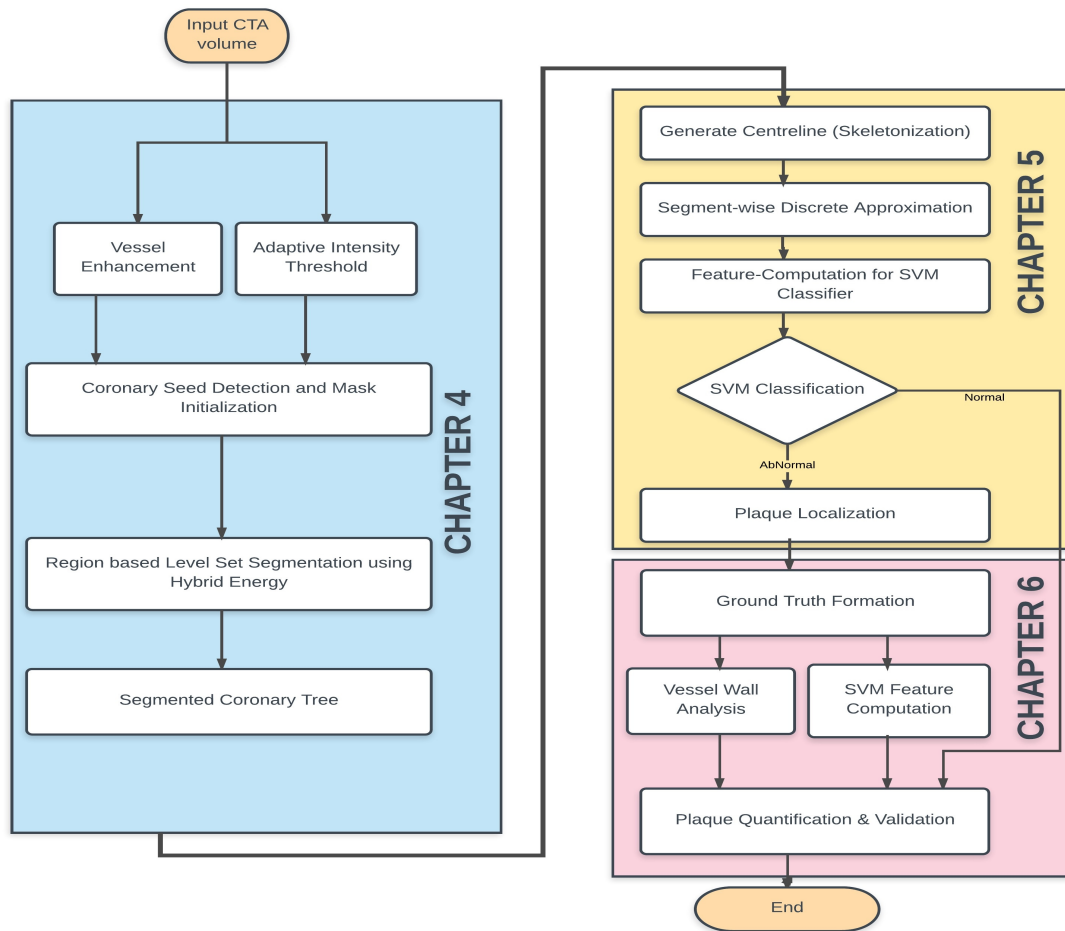 Input CTA
volume
Vessel
Enhancement
Adaptive Intensity
Threshold
Coronary Seed Detection and Mask
Initialization
Region based Level Set Segmentation using
Hybrid Energy
Segmented Coronary Tree
CHAPTER 4
Generate Centreline (Skeletonization)
Segment-wise Discrete Approximation
Feature-Computation for SVM
Classifier
SVM Classification
Normal
AbNormal
Plaque Localization
CHAPTER 5
Ground Truth Formation
Vessel Wall
Analysis
SVM Feature
Computation
Plaque Quantification & Validation
CHAPTER 6
End